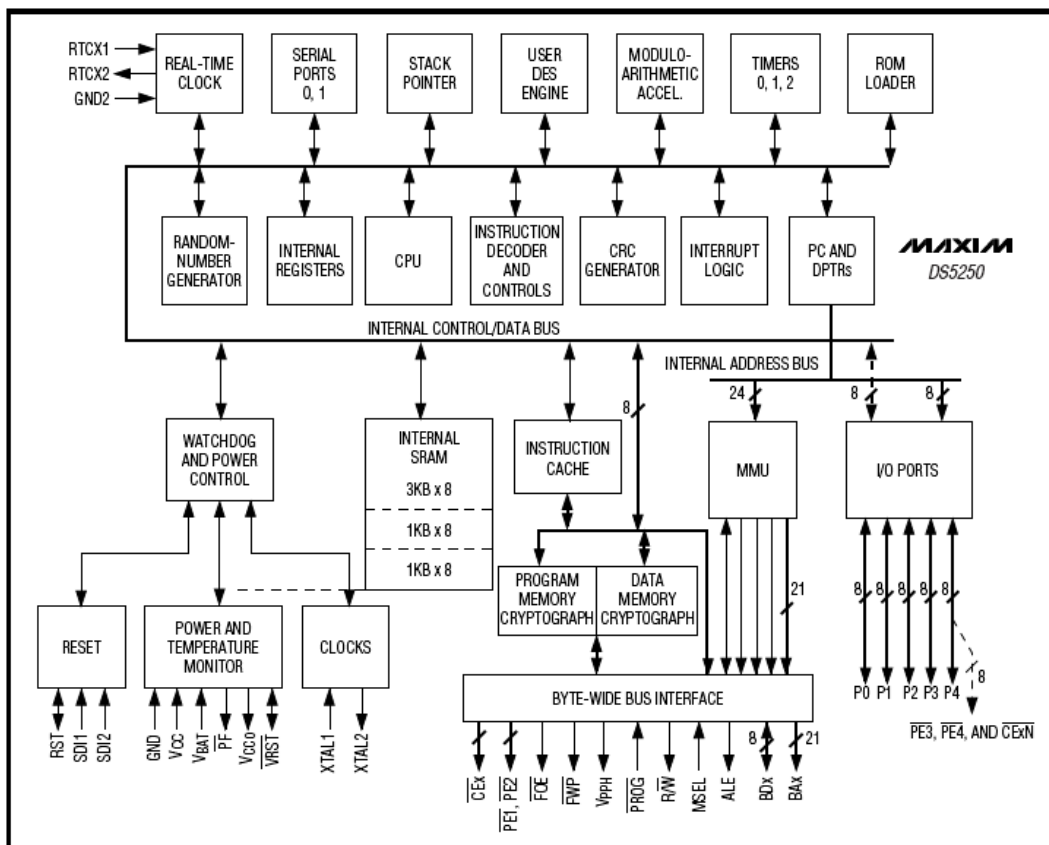 RTCX1
RTCX2
GND2
REAL-TIME
CLOCK
SERIAL
PORTS
0, 1
STACK
POINTER
USER
DES
ENGINE
MODULO-
ARITHMETIC
ACCEL.
TIMERS
0, 1, 2
ROM
LOADER
RANDOM-
NUMBER
GENERATOR
INTERNAL
REGISTERS
CPU
INSTRUCTION
DECODER
AND
CONTROLS
CRC
GENERATOR
INTERRUPT
LOGIC
PC AND
DPTRs
MAXIM
DS5250
INTERNAL CONTROL/DATA BUS
INTERNAL ADDRESS BUS
8
24
8
8
WATCHDOG
AND POWER
CONTROL
INTERNAL
SRAM
3KB x 8
1KB x 8
1KB x 8
INSTRUCTION
CACHE
MMU
I/O PORTS
PROGRAM
MEMORY
CRYPTOGRAPH
DATA
MEMORY
CRYPTOGRAPH
21
8
8
8
8
8
RESET
POWER AND
TEMPERATURE
MONITOR
CLOCKS
BYTE-WIDE BUS INTERFACE
P0
P1
P2
P3
P4
8
PE3, PE4, AND CExN
RST
SDI1
SDI2
GND
VCC
VBAT
PF
VCCO
VRST
XTAL1
XTAL2
8
21
CEx
PE1, PE2
FOE
FWP
VPPH
PROG
R/W
MSEL
ALE
BDx
BAx